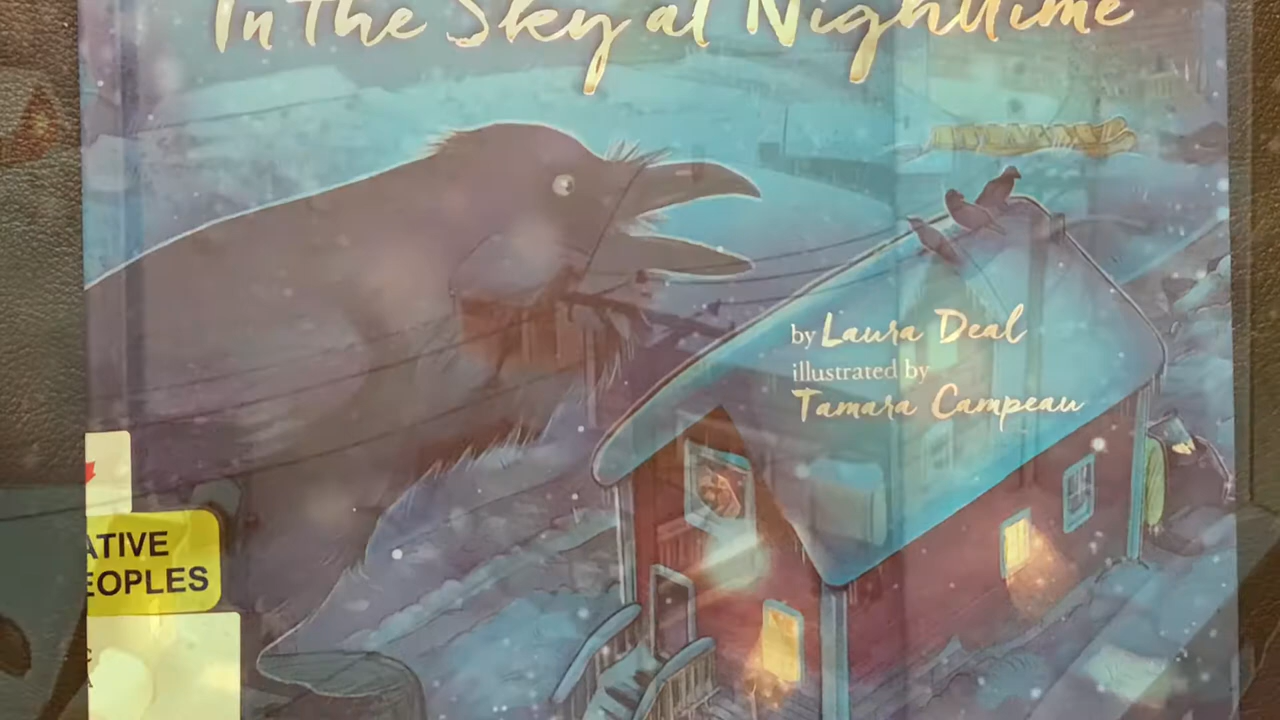 In the Sky at Nighttime
by Laura Deal
illustrated by
Tamara Campeau
ATIVE
EOPLES